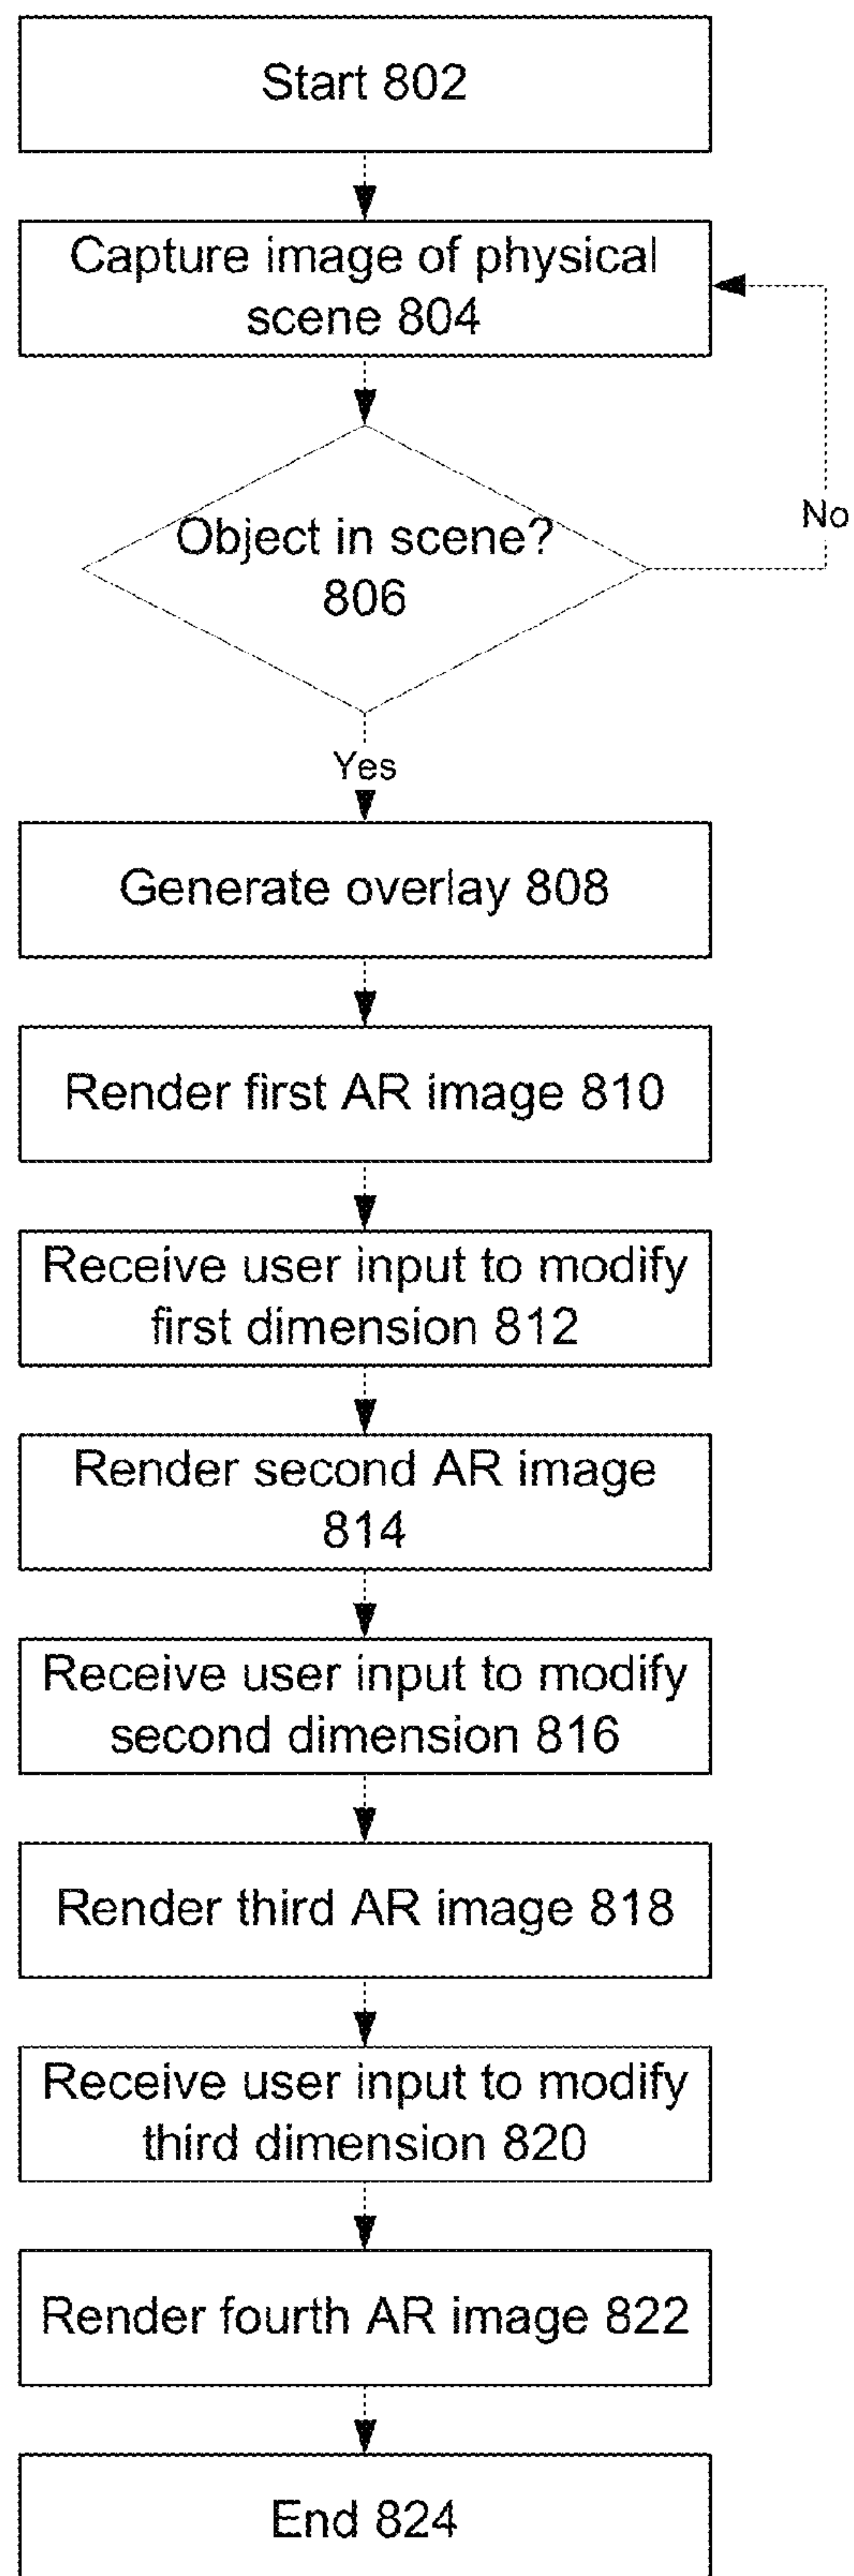 Start 802
Capture image of physical
scene 804
Object in scene?
806
No
Yes
Generate overlay 808
Render first AR image 810
Receive user input to modify
first dimension 812
Render second AR image
814
Receive user input to modify
second dimension 816
Render third AR image 818
Receive user input to modify
third dimension 820
Render fourth AR image 822
End 824